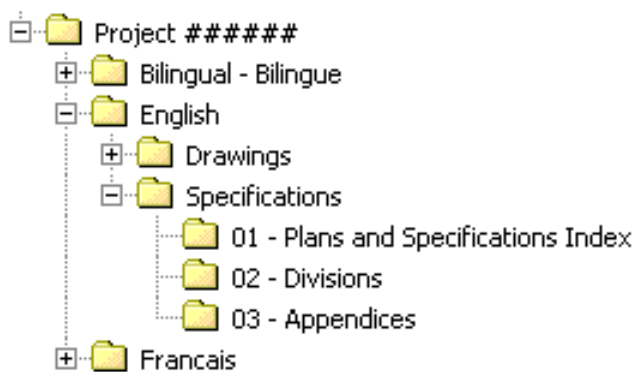 Project ######
Bilingual - Bilingue
English
Drawings
Specifications
01 - Plans and Specifications Index
02 - Divisions
03 - Appendices
Francais